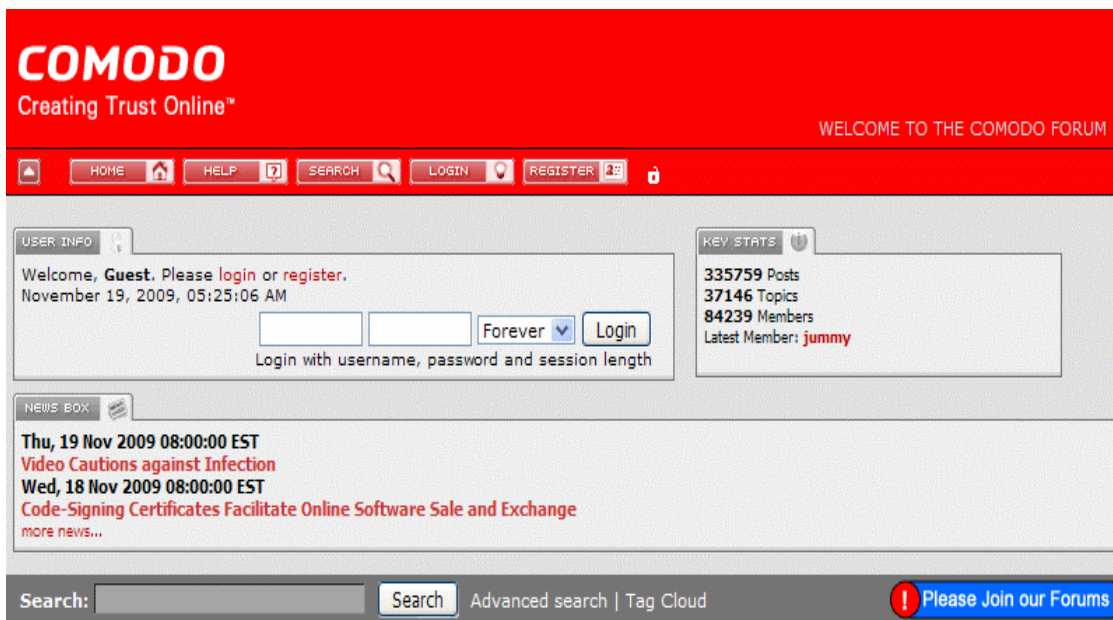 COMODO
Creating Trust Online™
WELCOME TO THE COMODO FORUM
HOME HELP SEARCH LOGIN REGISTER
USER INFO
Welcome, Guest. Please login or register.
November 19, 2009, 05:25:06 AM
Forever Login
Login with username, password and session length
KEY STATS
335759 Posts
37146 Topics
84239 Members
Latest Member: jummy
NEWS BOX
Thu, 19 Nov 2009 08:00:00 EST
Video Cautions against Infection
Wed, 18 Nov 2009 08:00:00 EST
Code-Signing Certificates Facilitate Online Software Sale and Exchange
more news...
Search: Search Advanced search | Tag Cloud
! Please Join our Forums